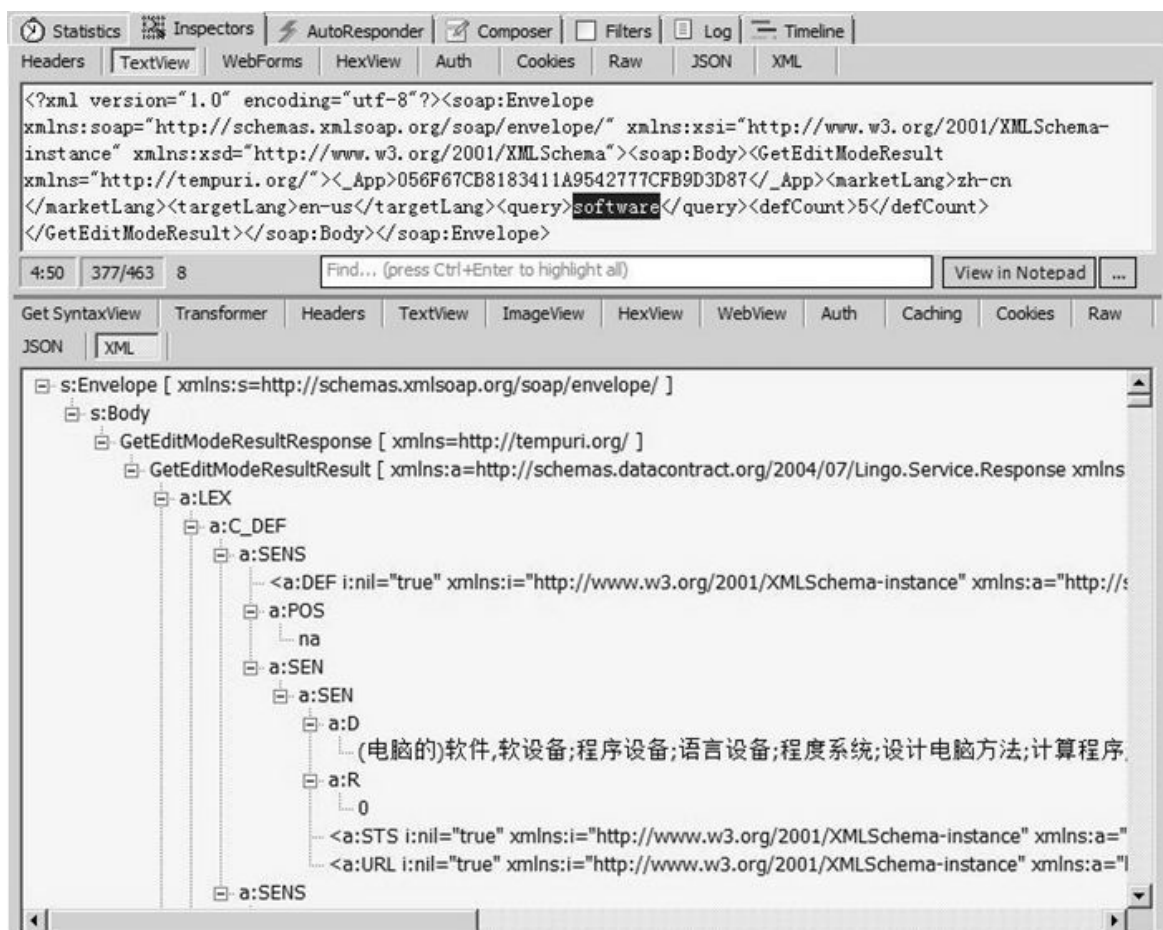 Statistics Inspectors AutoResponder Composer Filters Log Timeline
Headers TextView WebForms HexView Auth Cookies Raw JSON XML
<?xml version="1.0" encoding="utf-8"?><soap:Envelope
xmlns:soap="http://schemas.xmlsoap.org/soap/envelope/" xmlns:xsi="http://www.w3.org/2001/XMLSchema-
instance" xmlns:xsd="http://www.w3.org/2001/XMLSchema"><soap:Body><GetEditModeResult
xmlns="http://tempuri.org/"><_App>056F67CB8183411A9542777CFB9D3D87</_App><marketLang>zh-cn
</marketLang><targetLang>en-us</targetLang><query>software</query><defCount>5</defCount>
</GetEditModeResult></soap:Body></soap:Envelope>
4:50 377/463 8 Find... (press Ctrl+Enter to highlight all) View in Notepad ...
Get SyntaxView Transformer Headers TextView ImageView HexView WebView Auth Caching Cookies Raw
JSON XML
s:Envelope [ xmlns:s=http://schemas.xmlsoap.org/soap/envelope/ ]
s:Body
GetEditModeResultResponse [ xmlns=http://tempuri.org/ ]
GetEditModeResultResult [ xmlns:a=http://schemas.datacontract.org/2004/07/Lingo.Service.Response xmlns
a:LEX
a:C_DEF
a:SENS
<a:DEF i:nil="true" xmlns:i="http://www.w3.org/2001/XMLSchema-instance" xmlns:a="http://s
a:POS
na
a:SEN
a:SEN
a:D
(电脑的)软件,软设备;程序设备;语言设备;程度系统;设计电脑方法;计算程序
a:R
0
<a:STS i:nil="true" xmlns:i="http://www.w3.org/2001/XMLSchema-instance" xmlns:a="
<a:URL i:nil="true" xmlns:i="http://www.w3.org/2001/XMLSchema-instance" xmlns:a="
a:SENS